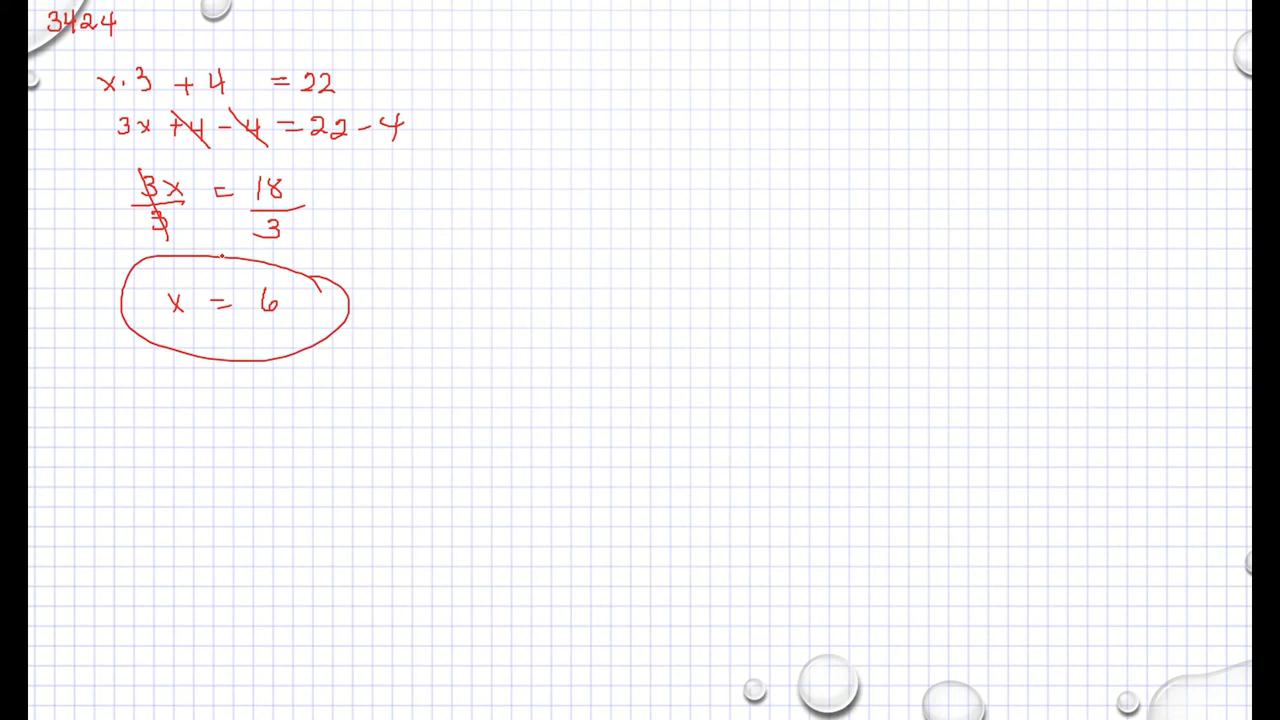 3424
x · 3 + 4 = 22
3x + 4 - 4 = 22 - 4
3x = 18
3 3
x = 6